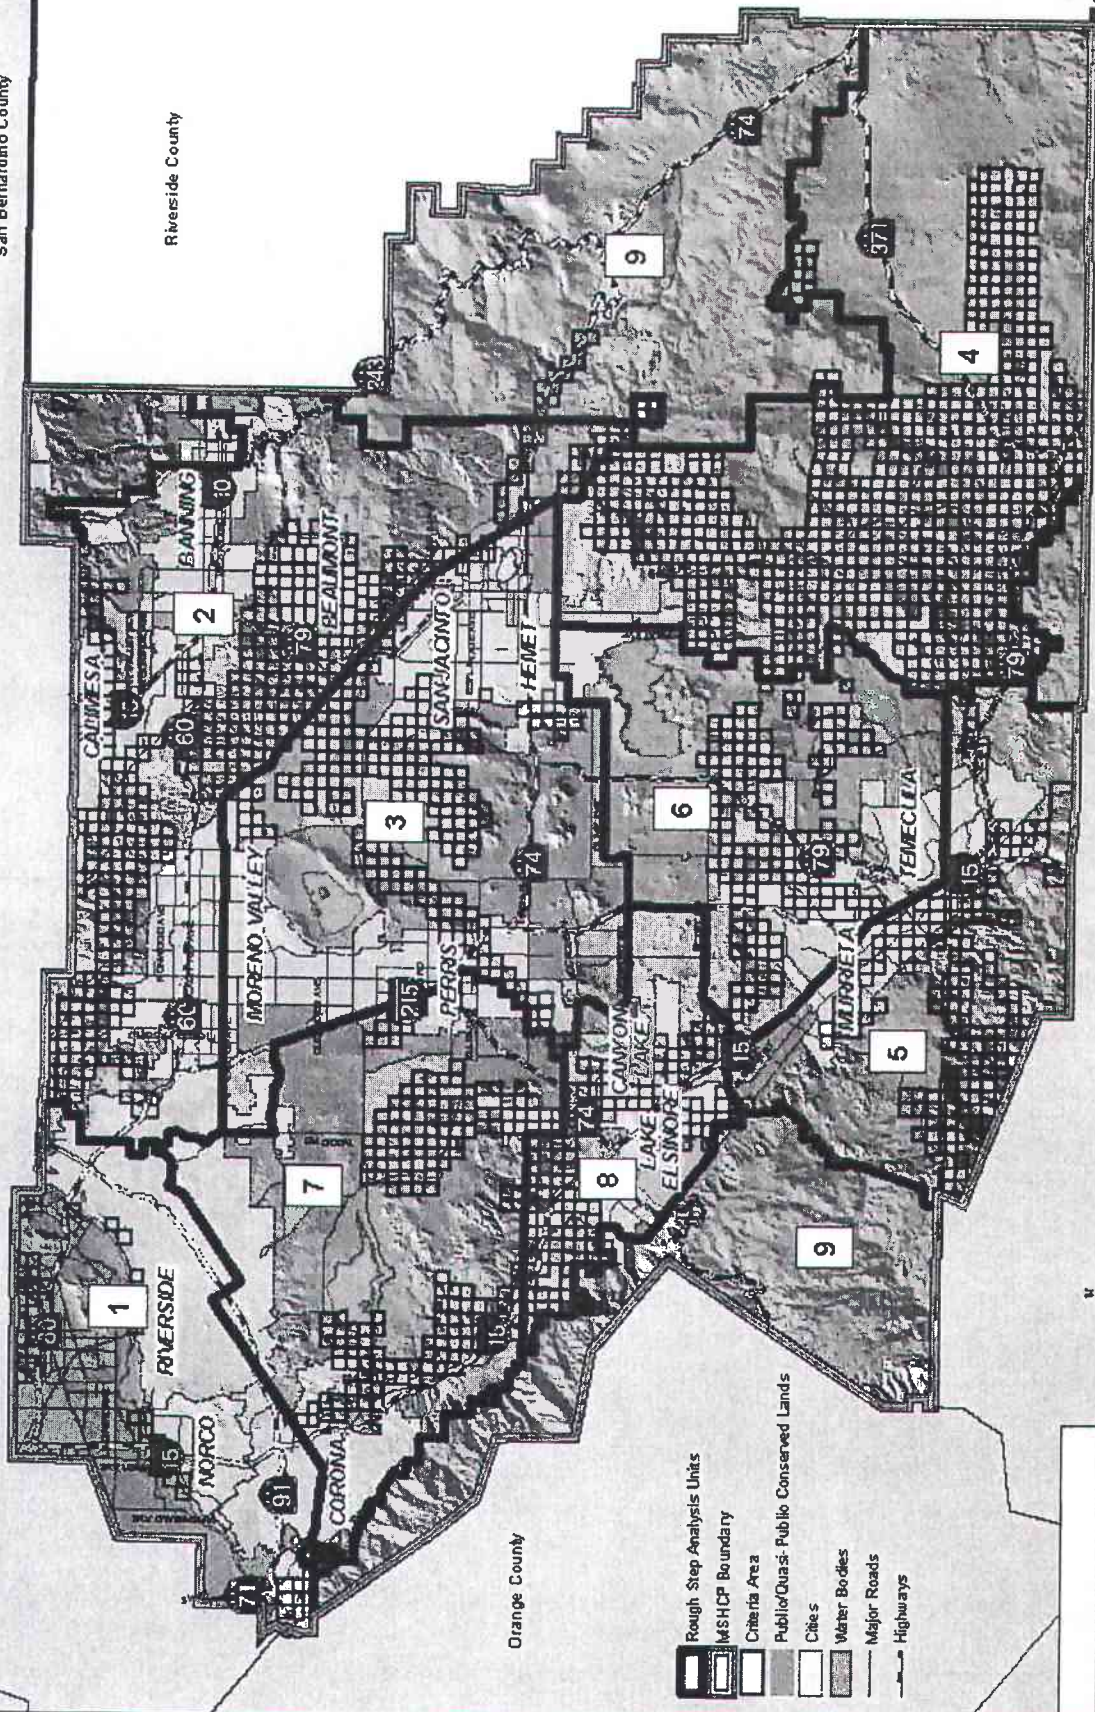 San Bernardino County
Riverside County
Orange County
CALIMESA
BANNING
BEAUMONT
SAN JACINTO
HEMET
MORENO VALLEY
PERRIS
RIVERSIDE
NORCO
CORONA
CANYON
LAKE
LAKE
ELSINORE
MURRIETA
TEMECULA
1
2
3
4
5
6
7
8
9
9
60
60
60
10
10
79
79
79
243
74
74
74
371
215
15
15
15
15
91
71
Rough Step Analysis Units
MSHCP Boundary
Criteria Area
Public/Quasi-Public Conserved Lands
Cities
Water Bodies
Major Roads
Highways